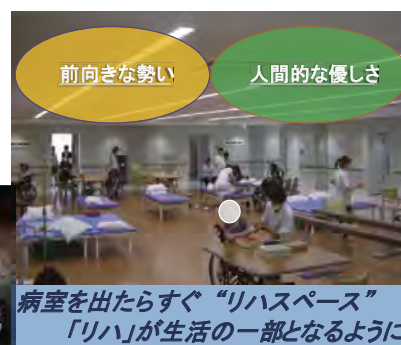 前向きな勢い
人間的な優しさ
病室を出たらすぐ“リハスペース”
「リハ」が生活の一部となるように